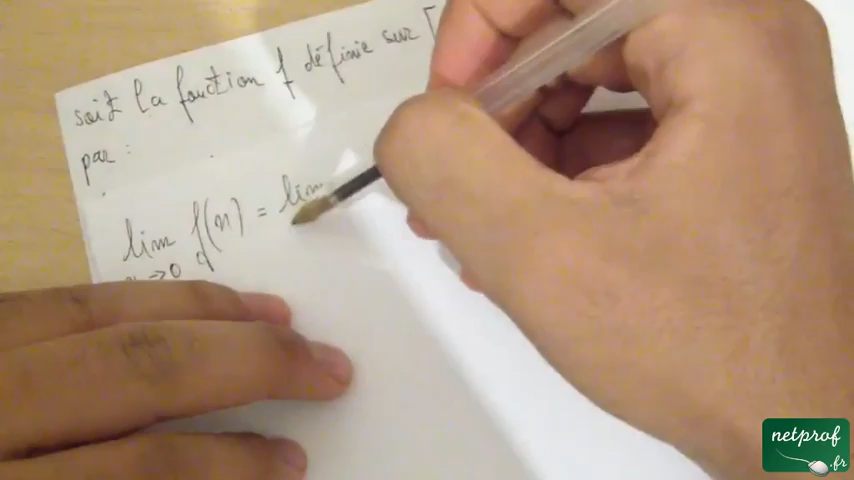 soit la fonction f définie sur [
par :
lim f(x) = lim
x→0
netprof
.fr